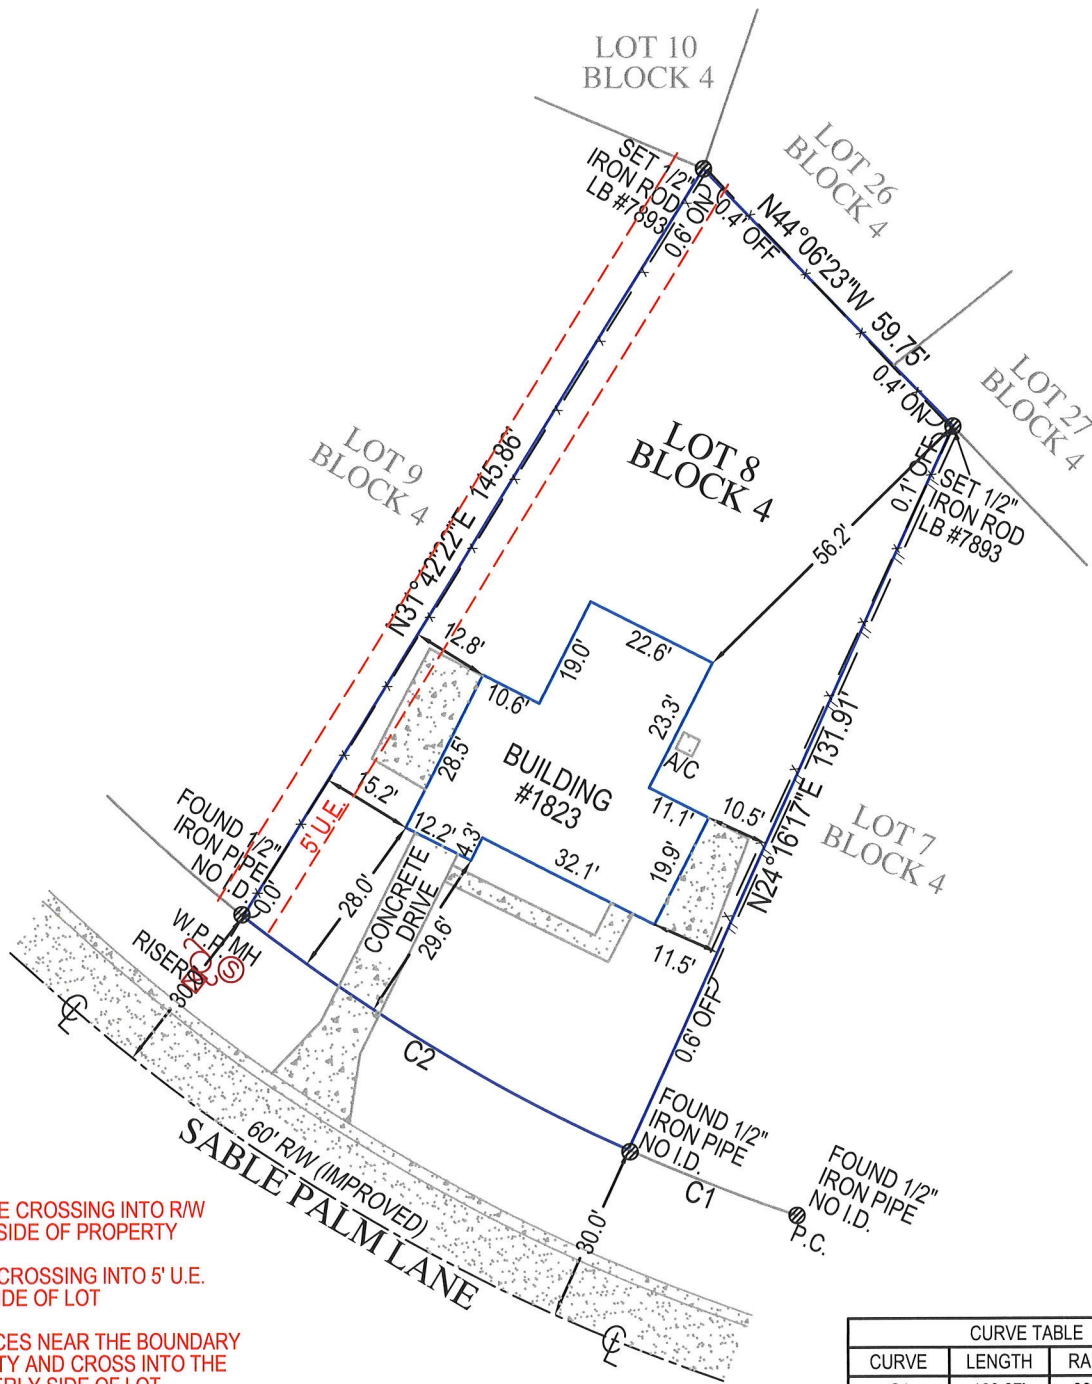 LOT 10
BLOCK 4
LOT 26
BLOCK 4
SET 1/2"
IRON ROD
LB #7893
0.6' ON
0.4' OFF
N44°06'23"W 59.75'
0.4' ON
LOT 27
BLOCK 4
LOT 9
BLOCK 4
LOT 8
BLOCK 4
0.1' OFF
SET 1/2"
IRON ROD
LB #7893
N31°42'22"E 145.86'
56.2'
12.8'
22.6'
19.0'
10.6'
23.3'
A/C
28.5'
BUILDING
#1823
N24°16'17"E 131.91'
15.2'
11.1'
10.5'
LOT 7
BLOCK 4
5' U.E.
FOUND 1/2"
IRON PIPE
NO I.D.
0.0'
12.2'
4.3'
32.1'
19.9'
28.0'
CONCRETE
DRIVE
29.6'
11.5'
W.P.P.
MH
S
RISER
0.6' OFF
C2
FOUND 1/2"
IRON PIPE
NO I.D.
C1
FOUND 1/2"
IRON PIPE
NO I.D.
P.C.
30.0'
60' R/W (IMPROVED)
SABLE PALM LANE
E CROSSING INTO R/W
SIDE OF PROPERTY
CROSSING INTO 5' U.E.
IDE OF LOT
CES NEAR THE BOUNDARY
TY AND CROSS INTO THE
CURVE TABLE
CURVE LENGTH RA